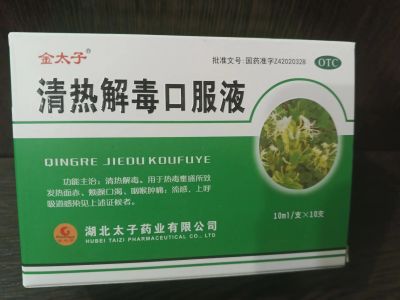 金太子®
批准文号·国药准字Z42020328
OTC
清热解毒口服液
QINGRE JIEDU KOUFUYE
功能主治:清热解毒。用于热毒壅盛所致
发热面赤、烦躁口渴、咽喉肿痛;流感、上呼
吸道感染见上述证候者。
10ml/支×10支
湖北太子药业有限公司
HUBEI TAIZI PHARMACEUTICAL CO., LTD.